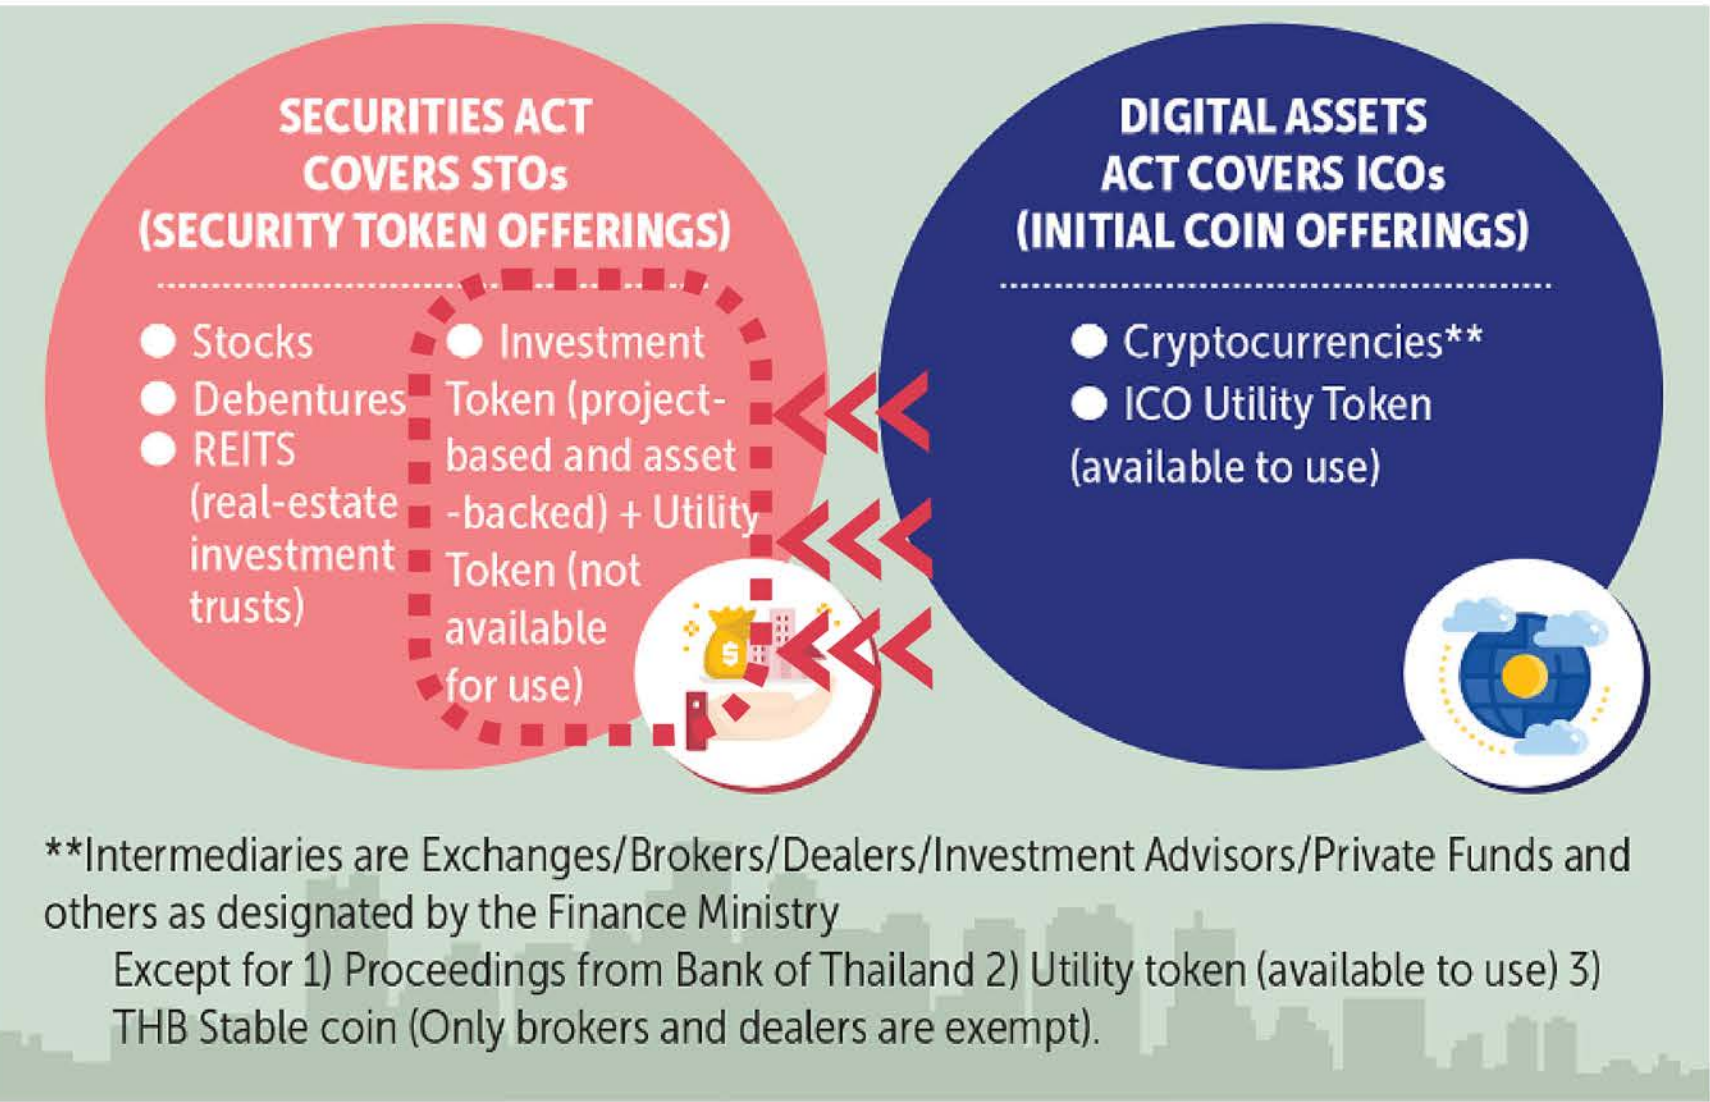 SECURITIES ACT
COVERS STOs
(SECURITY TOKEN OFFERINGS)
Stocks
Debentures
REITS
(real-estate
investment
trusts)
Investment
Token (project-
based and asset
-backed) + Utility
Token (not
available
for use)
$
DIGITAL ASSETS
ACT COVERS ICOs
(INITIAL COIN OFFERINGS)
Cryptocurrencies**
ICO Utility Token
(available to use)
**Intermediaries are Exchanges/Brokers/Dealers/Investment Advisors/Private Funds and
others as designated by the Finance Ministry
Except for 1) Proceedings from Bank of Thailand 2) Utility token (available to use) 3)
THB Stable coin (Only brokers and dealers are exempt).